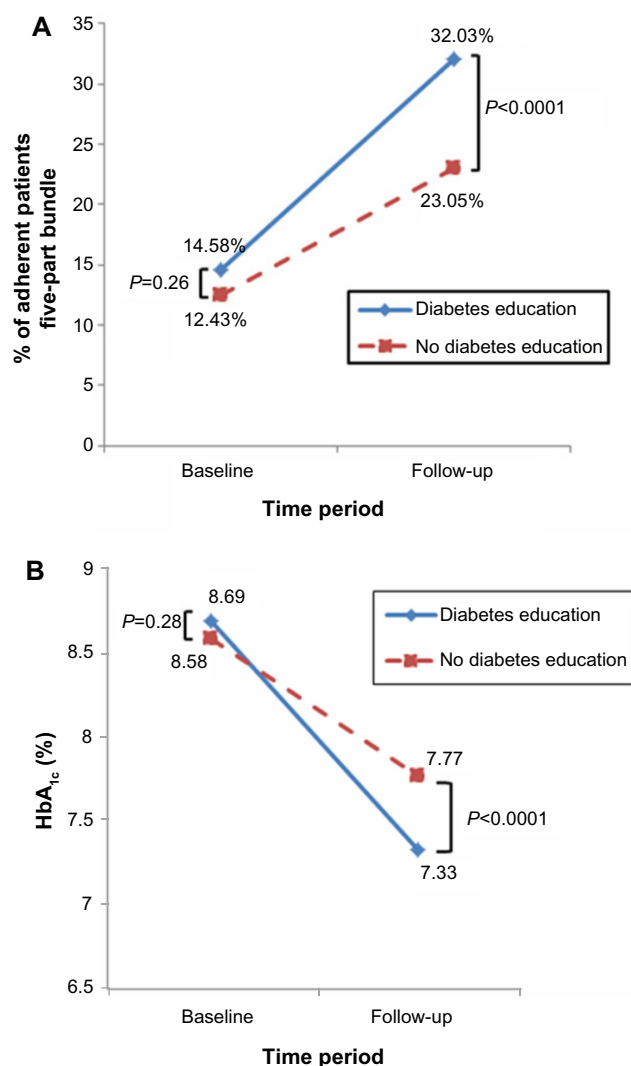 A
35
30
25
20
15
10
5
0
% of adherent patients
five-part bundle
32.03%
P<0.0001
23.05%
14.58%
P=0.26
12.43%
Diabetes education
No diabetes education
Baseline
Follow-up
Time period
B
9
8.5
8
7.5
7
6.5
HbA1c (%)
8.69
P=0.28
8.58
Diabetes education
No diabetes education
7.77
P<0.0001
7.33
Baseline
Follow-up
Time period